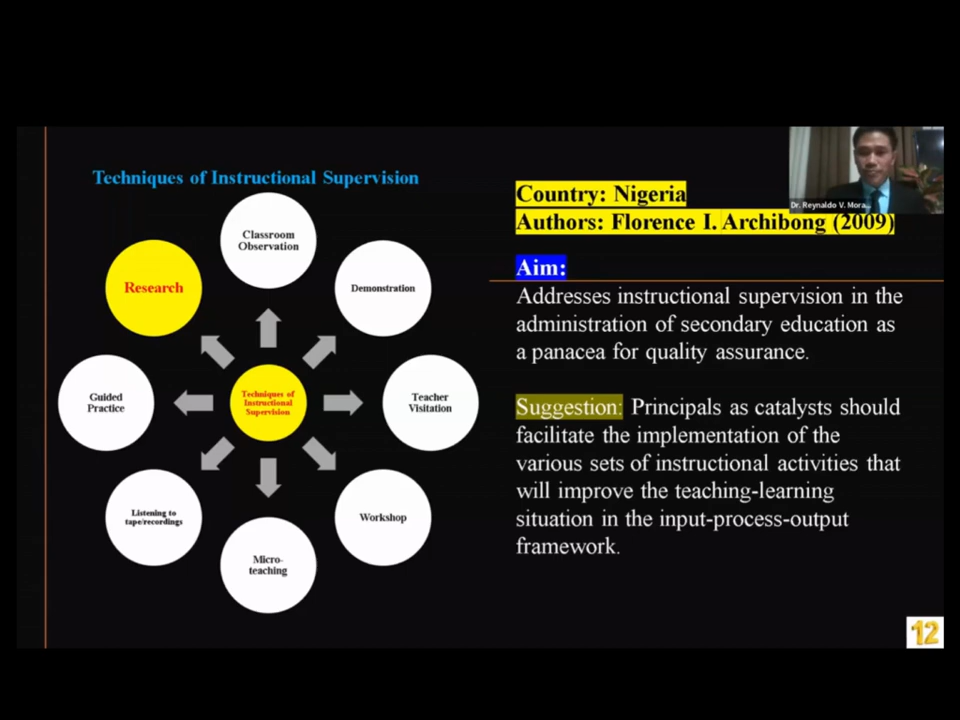 Techniques of Instructional Supervision
Classroom
Observation
Demonstration
Teacher
Visitation
Workshop
Micro-
teaching
Listening to
tape/recordings
Guided
Practice
Research
Techniques of
Instructional
Supervision
Country: Nigeria
Authors: Florence I. Archibong (2009)
Aim:
Addresses instructional supervision in the
administration of secondary education as
a panacea for quality assurance.
Suggestion: Principals as catalysts should
facilitate the implementation of the
various sets of instructional activities that
will improve the teaching-learning
situation in the input-process-output
framework.
Dr. Reynaldo V. Mora...
12